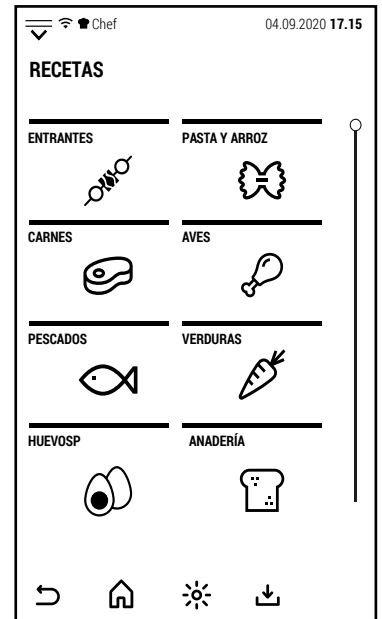 Chef 04.09.2020 17.15
RECETAS
ENTRANTES PASTA Y ARROZ
CARNES AVES
PESCADOS VERDURAS
HUEVOSP ANADERÍA